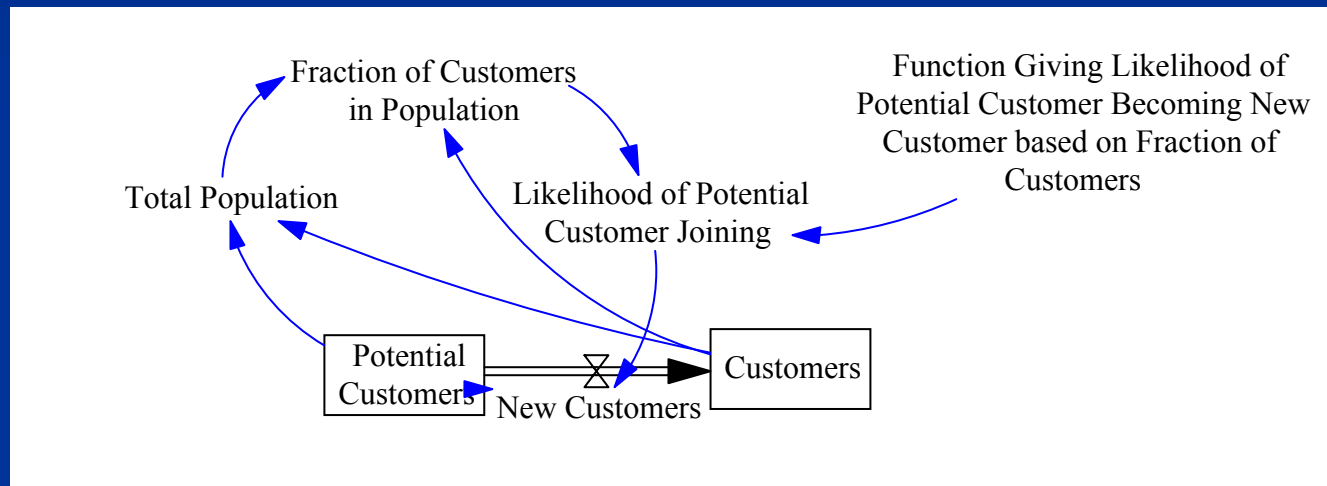 Fraction of Customers
in Population
Function Giving Likelihood of
Potential Customer Becoming New
Customer based on Fraction of
Customers
Total Population
Likelihood of Potential
Customer Joining
Potential
Customers
New Customers
Customers